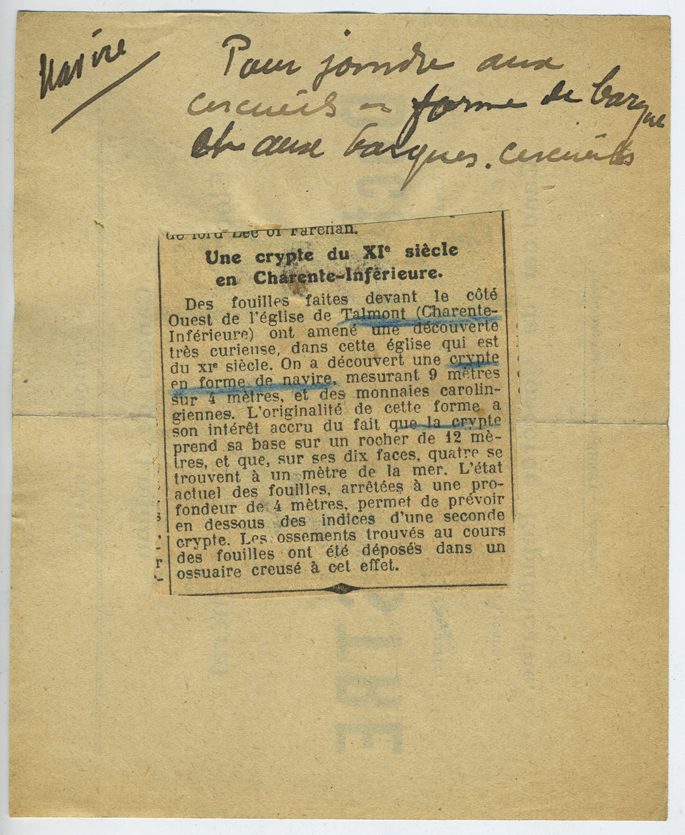 Navire
Pour joindre aux
cercueils en forme de barque
et aux barques-cercueils
de lord Lee of Fareham.
Une crypte du XIe siècle
en Charente-Inférieure.
Des fouilles faites devant le côté
Ouest de l'église de Talmont (Charente-
Inférieure) ont amené une découverte
très curieuse, dans cette église qui est
du XIe siècle. On a découvert une crypte
en forme de navire, mesurant 9 mètres
sur 4 mètres, et des monnaies carolin-
giennes. L'originalité de cette forme a
son intérêt accru du fait que la crypte
prend sa base sur un rocher de 12 mè-
tres, et que, sur ses dix faces, quatre se
trouvent à un mètre de la mer. L'état
actuel des fouilles, arrêtées à une pro-
fondeur de 4 mètres, permet de prévoir
en dessous des indices d'une seconde
crypte. Les ossements trouvés au cours
des fouilles ont été déposés dans un
ossuaire creusé à cet effet.